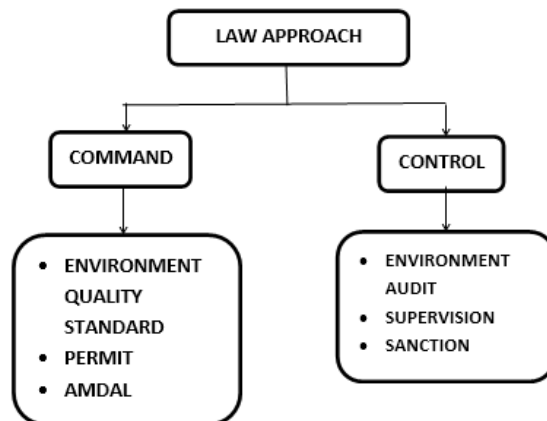 LAW APPROACH
COMMAND
CONTROL
• ENVIRONMENT
QUALITY
STANDARD
• PERMIT
• AMDAL
• ENVIRONMENT
AUDIT
• SUPERVISION
• SANCTION